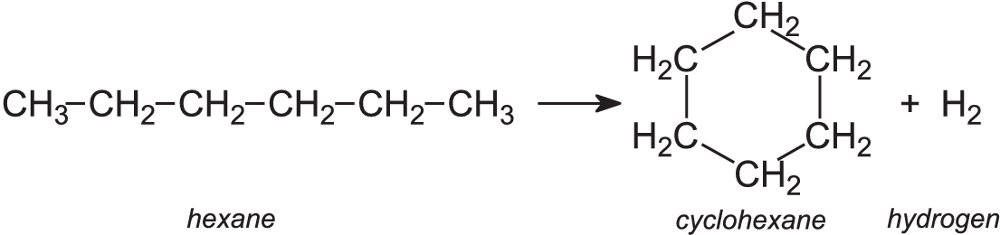 CH2
H2C CH2
CH3–CH2–CH2–CH2–CH2–CH3 + H2
H2C CH2
CH2
hexane cyclohexane hydrogen